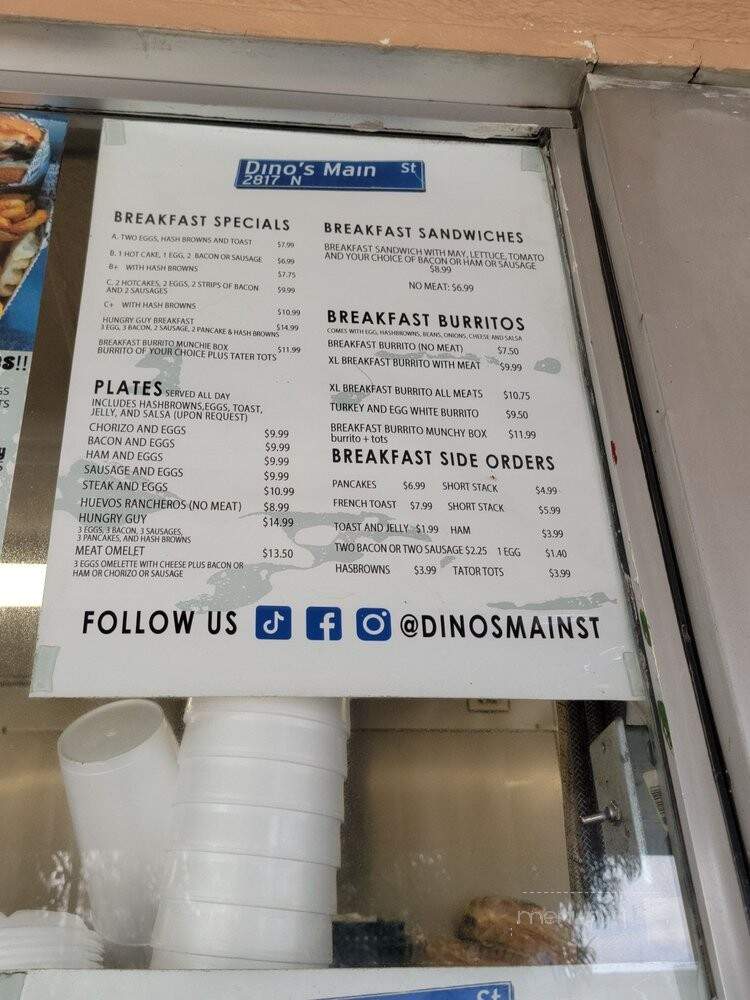 Dino's Main St
2817 N
BREAKFAST SPECIALS
A. TWO EGGS, HASH BROWNS AND TOAST $7.99
B. 1 HOT CAKE, 1 EGG, 2 BACON OR SAUSAGE $6.99
B+ WITH HASH BROWNS $7.75
C. 2 HOTCAKES, 2 EGGS, 2 STRIPS OF BACON $9.99
AND 2 SAUSAGES
C+ WITH HASH BROWNS $10.99
HUNGRY GUY BREAKFAST $14.99
3 EGG, 3 BACON, 2 SAUSAGE, 2 PANCAKE & HASH BROWNS
BREAKFAST BURRITO MUNCHIE BOX $11.99
BURRITO OF YOUR CHOICE PLUS TATER TOTS
PLATES SERVED ALL DAY
INCLUDES HASHBROWNS,EGGS, TOAST,
JELLY, AND SALSA (UPON REQUEST)
CHORIZO AND EGGS $9.99
BACON AND EGGS $9.99
HAM AND EGGS $9.99
SAUSAGE AND EGGS $9.99
STEAK AND EGGS $10.99
HUEVOS RANCHEROS (NO MEAT) $8.99
HUNGRY GUY $14.99
3 EGGS, 3 BACON, 3 SAUSAGES,
3 PANCAKES, AND HASH BROWNS
MEAT OMELET $13.50
3 EGGS OMELETTE WITH CHEESE PLUS BACON OR
HAM OR CHORIZO OR SAUSAGE
BREAKFAST SANDWICHES
BREAKFAST SANDWICH WITH MAY, LETTUCE, TOMATO
AND YOUR CHOICE OF BACON OR HAM OR SAUSAGE
$8.99
NO MEAT: $6.99
BREAKFAST BURRITOS
COMES WITH EGG, HASHBROWNS, BEANS, ONIONS, CHEESE AND SALSA
BREAKFAST BURRITO (NO MEAT) $7.50
XL BREAKFAST BURRITO WITH MEAT $9.99
XL BREAKFAST BURRITO ALL MEATS $10.75
TURKEY AND EGG WHITE BURRITO $9.50
BREAKFAST BURRITO MUNCHY BOX $11.99
burrito + tots
BREAKFAST SIDE ORDERS
PANCAKES $6.99 SHORT STACK $4.99
FRENCH TOAST $7.99 SHORT STACK $5.99
TOAST AND JELLY $1.99 HAM $3.99
TWO BACON OR TWO SAUSAGE $2.25 1 EGG $1.40
HASBROWNS $3.99 TATOR TOTS $3.99
FOLLOW US @DINOSMAINST
St